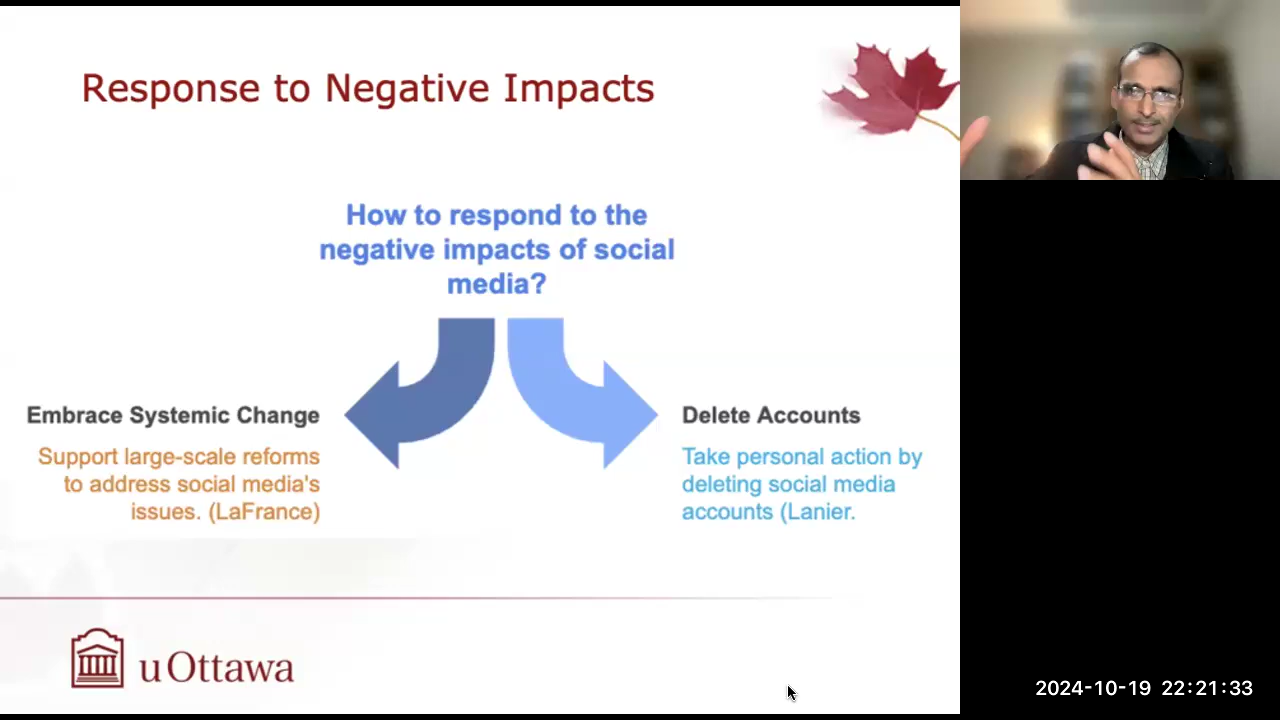 Response to Negative Impacts
How to respond to the
negative impacts of social
media?
Embrace Systemic Change
Support large-scale reforms
to address social media's
issues. (LaFrance)
Delete Accounts
Take personal action by
deleting social media
accounts (Lanier.
uOttawa
2024-10-19 22:21:33